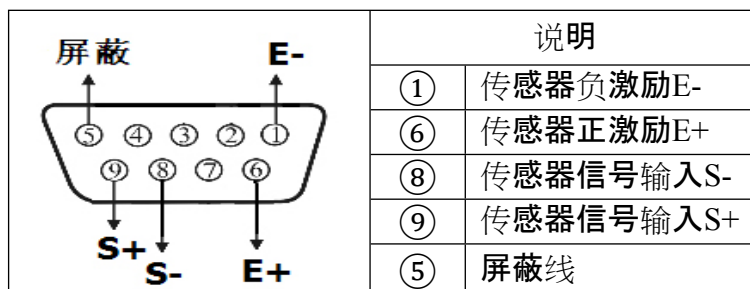 屏蔽 E-
⑤ ④ ③ ② ①
⑨ ⑧ ⑦ ⑥
S+
S- E+
说明
① 传感器负激励E-
⑥ 传感器正激励E+
⑧ 传感器信号输入S-
⑨ 传感器信号输入S+
⑤ 屏蔽线